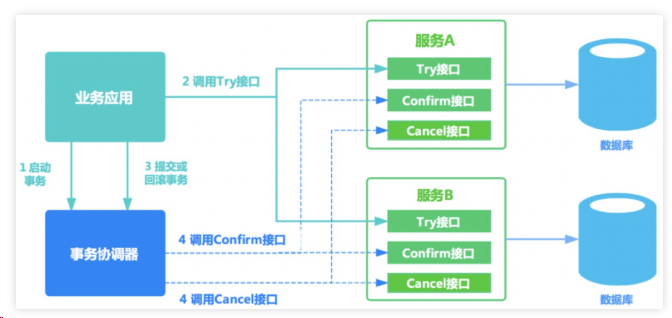 业务应用
1 启动
事务
3 提交或
回滚事务
事务协调器
2 调用Try接口
4 调用Confirm接口
4 调用Cancel接口
服务A
Try接口
Confirm接口
Cancel接口
数据库
服务B
Try接口
Confirm接口
Cancel接口
数据库